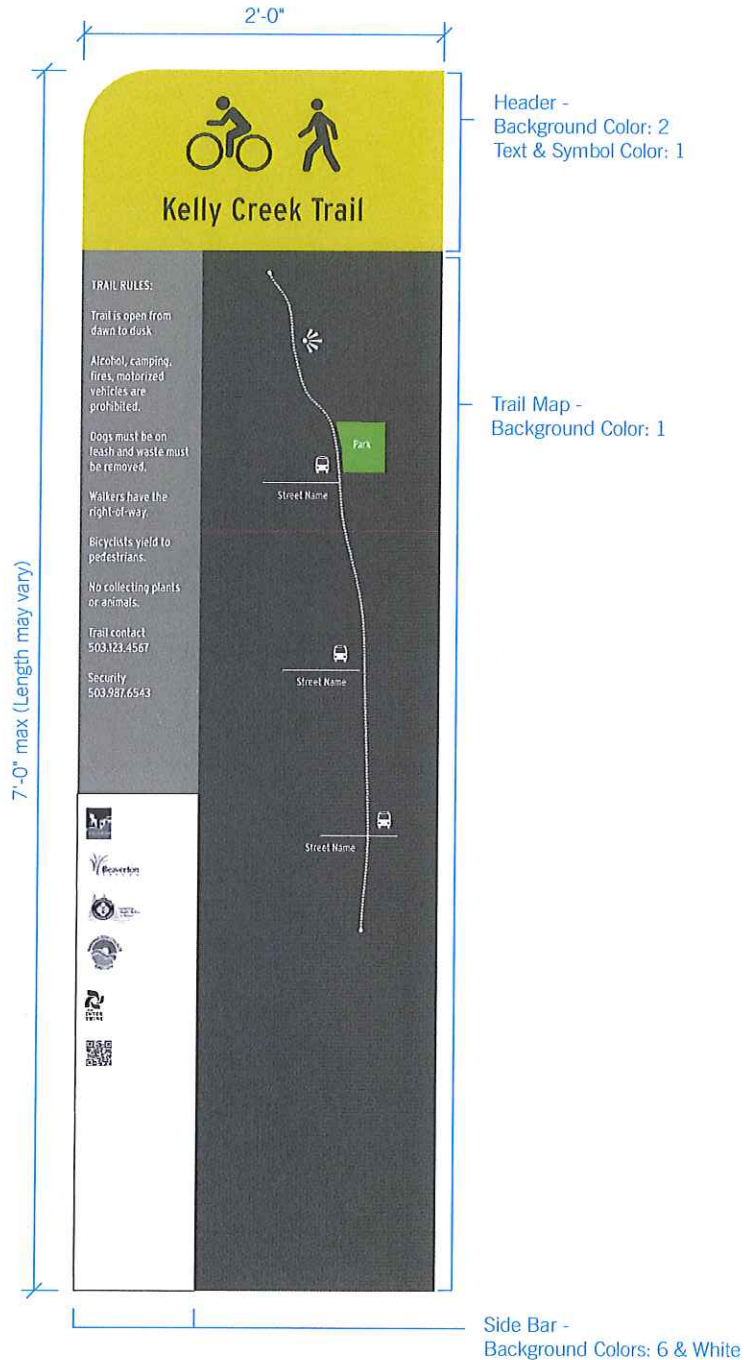 2'-0"
Header -
Background Color: 2
Text & Symbol Color: 1
Kelly Creek Trail
TRAIL RULES:
Trail is open from
dawn to dusk
Alcohol, camping,
fires, motorized
vehicles are
prohibited.
Dogs must be on
leash and waste must
be removed.
Walkers have the
right-of-way.
Bicyclists yield to
pedestrians.
No collecting plants
or animals.
Trail contact
503.123.4567
Security
503.987.6543
Park
Street Name
Street Name
Street Name
Trail Map -
Background Color: 1
7'-0" max (Length may vary)
Beaverton
Side Bar -
Background Colors: 6 & White